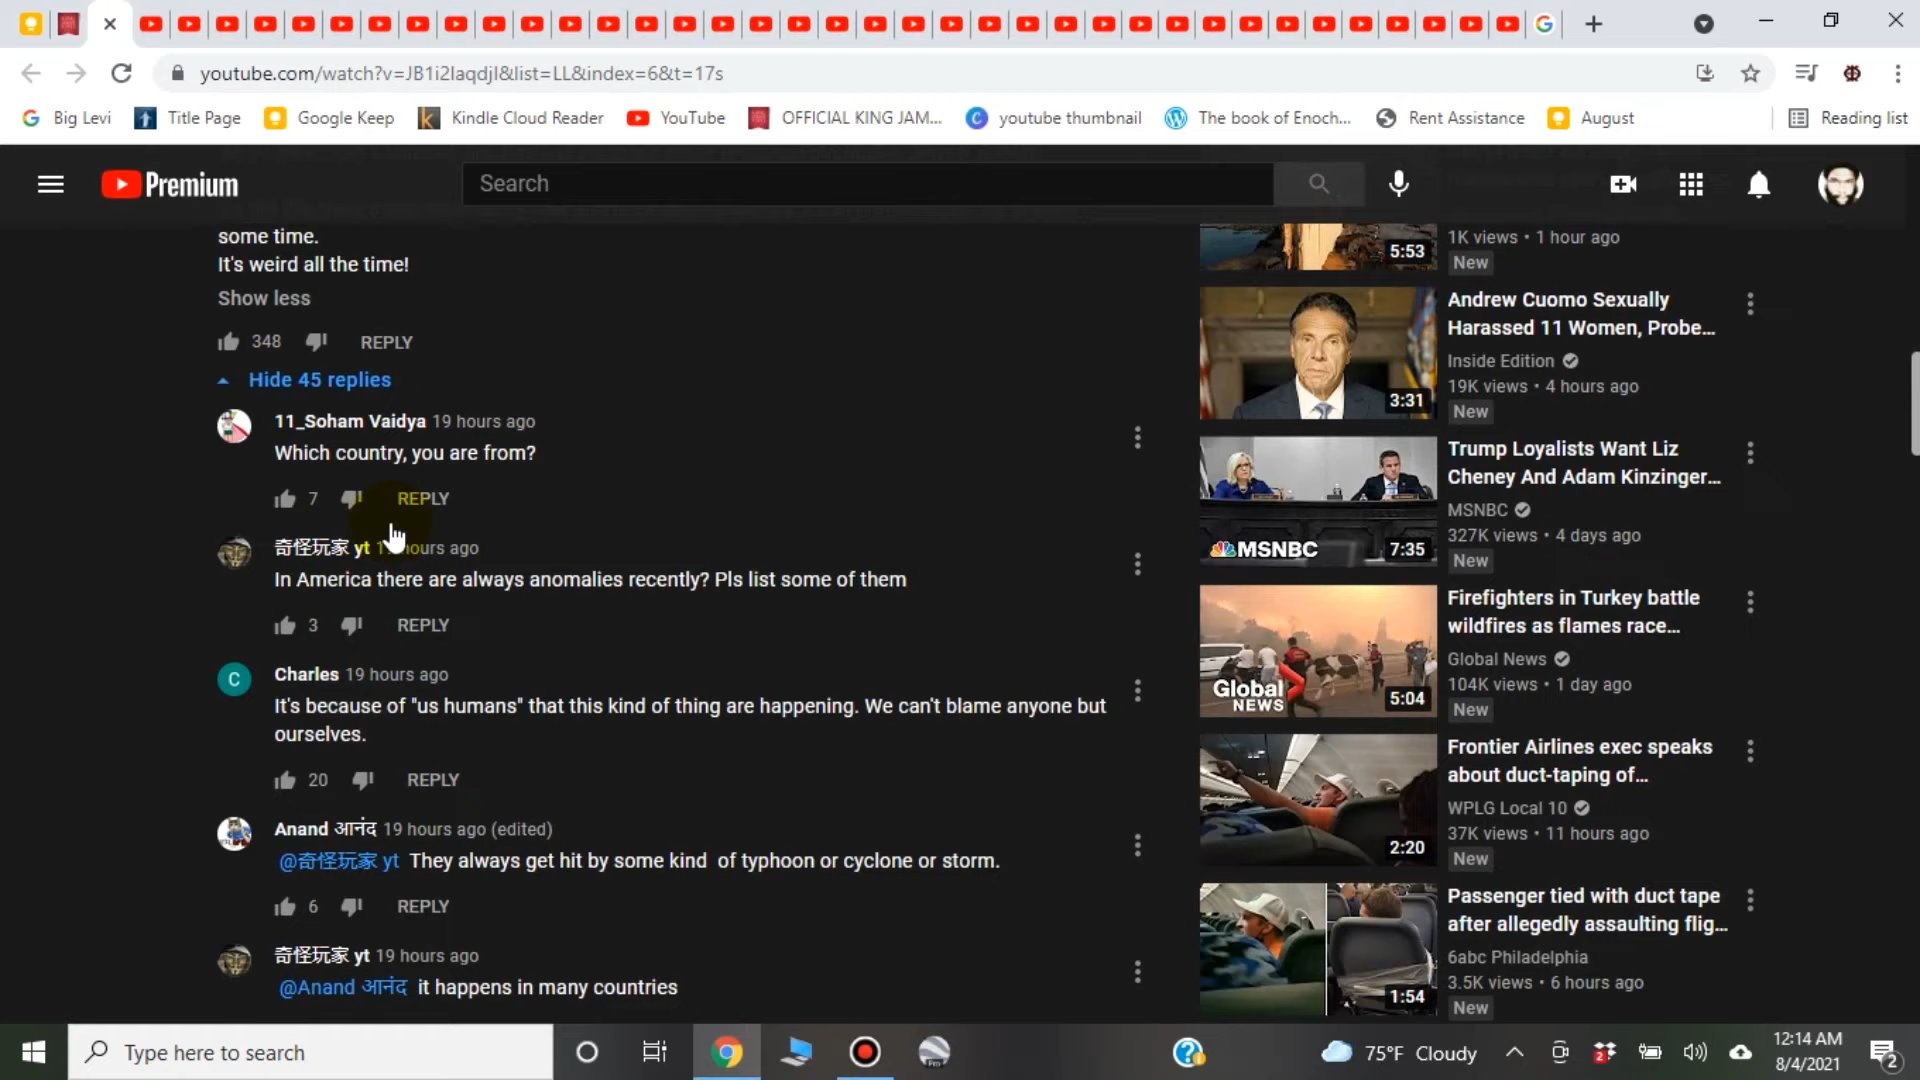 youtube.com/watch?v=JB1i2laqdjI&list=LL&index=6&t=17s
Big Levi
Title Page
Google Keep
Kindle Cloud Reader
YouTube
OFFICIAL KING JAM...
youtube thumbnail
The book of Enoch...
Rent Assistance
August
Reading list
Premium
Search
some time.
It's weird all the time!
Show less
348 REPLY
Hide 45 replies
11_Soham Vaidya 19 hours ago
Which country, you are from?
7 REPLY
奇怪玩家 yt hours ago
In America there are always anomalies recently? Pls list some of them
3 REPLY
Charles 19 hours ago
It's because of "us humans" that this kind of thing are happening. We can't blame anyone but
ourselves.
20 REPLY
Anand आनंद 19 hours ago (edited)
@奇怪玩家 yt They always get hit by some kind of typhoon or cyclone or storm.
6 REPLY
奇怪玩家 yt 19 hours ago
@Anand आनंद it happens in many countries
5:53
1K views • 1 hour ago
New
3:31
Andrew Cuomo Sexually
Harassed 11 Women, Probe...
Inside Edition
19K views • 4 hours ago
New
MSNBC
7:35
Trump Loyalists Want Liz
Cheney And Adam Kinzinger...
MSNBC
327K views • 4 days ago
New
Global
NEWS
5:04
Firefighters in Turkey battle
wildfires as flames race...
Global News
104K views • 1 day ago
New
2:20
Frontier Airlines exec speaks
about duct-taping of...
WPLG Local 10
37K views • 11 hours ago
New
1:54
Passenger tied with duct tape
after allegedly assaulting flig...
6abc Philadelphia
3.5K views • 6 hours ago
New
Type here to search
75°F Cloudy
2
12:14 AM
8/4/2021
2